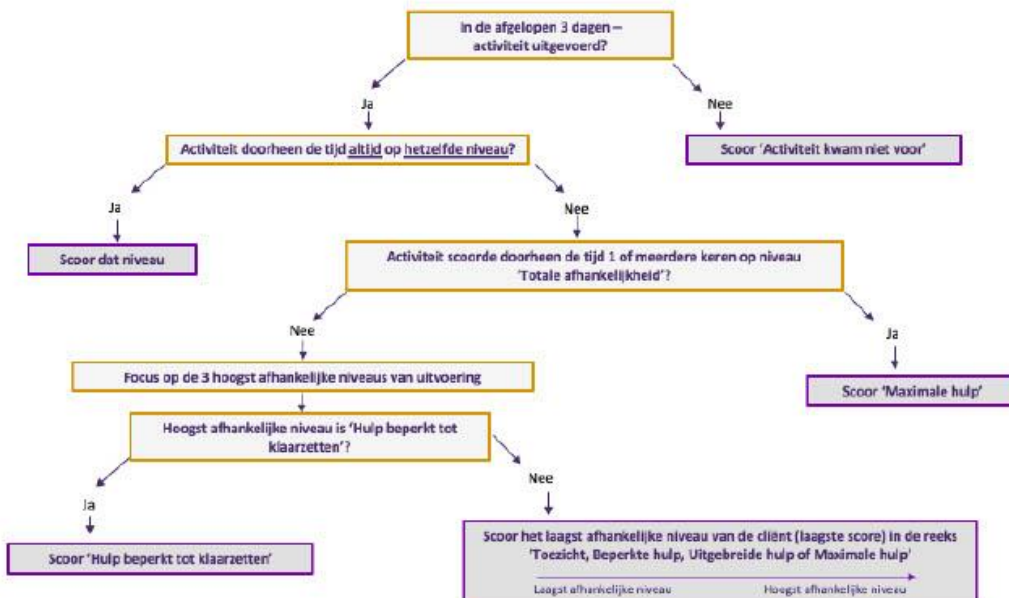 In de afgelopen 3 dagen –
activiteit uitgevoerd?
Ja
Nee
Activiteit doorheen de tijd altijd op hetzelfde niveau?
Scoor 'Activiteit kwam niet voor'
Ja
Nee
Scoor dat niveau
Activiteit scoorde doorheen de tijd 1 of meerdere keren op niveau
'Totale afhankelijkheid'?
Nee
Ja
Focus op de 3 hoogst afhankelijke niveaus van uitvoering
Scoor 'Maximale hulp'
Hoogst afhankelijke niveau is 'Hulp beperkt tot
klaarzetten'?
Ja
Nee
Scoor 'Hulp beperkt tot klaarzetten'
Scoor het laagst afhankelijke niveau van de cliënt (laagste score) in de reeks
'Toezicht, Beperkte hulp, Uitgebreide hulp of Maximale hulp'
Laagst afhankelijke niveau
Hoogst afhankelijke niveau